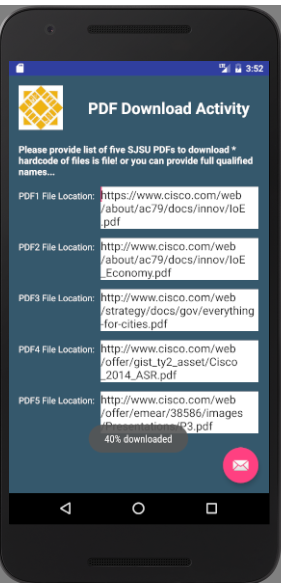 3:52
PDF Download Activity
Please provide list of five SJSU PDFs to download *
hardcode of files is file! or you can provide full qualified
names...
PDF1 File Location:
https://www.cisco.com/web
/about/ac79/docs/innov/IoE
.pdf
PDF2 File Location:
http://www.cisco.com/web
/about/ac79/docs/innov/IoE
_Economy.pdf
PDF3 File Location:
http://www.cisco.com/web
/strategy/docs/gov/everything
-for-cities.pdf
PDF4 File Location:
http://www.cisco.com/web
/offer/gist_ty2_asset/Cisco
_2014_ASR.pdf
PDF5 File Location:
http://www.cisco.com/web
/offer/emear/38586/images
/Presentations/P3.pdf
40% downloaded